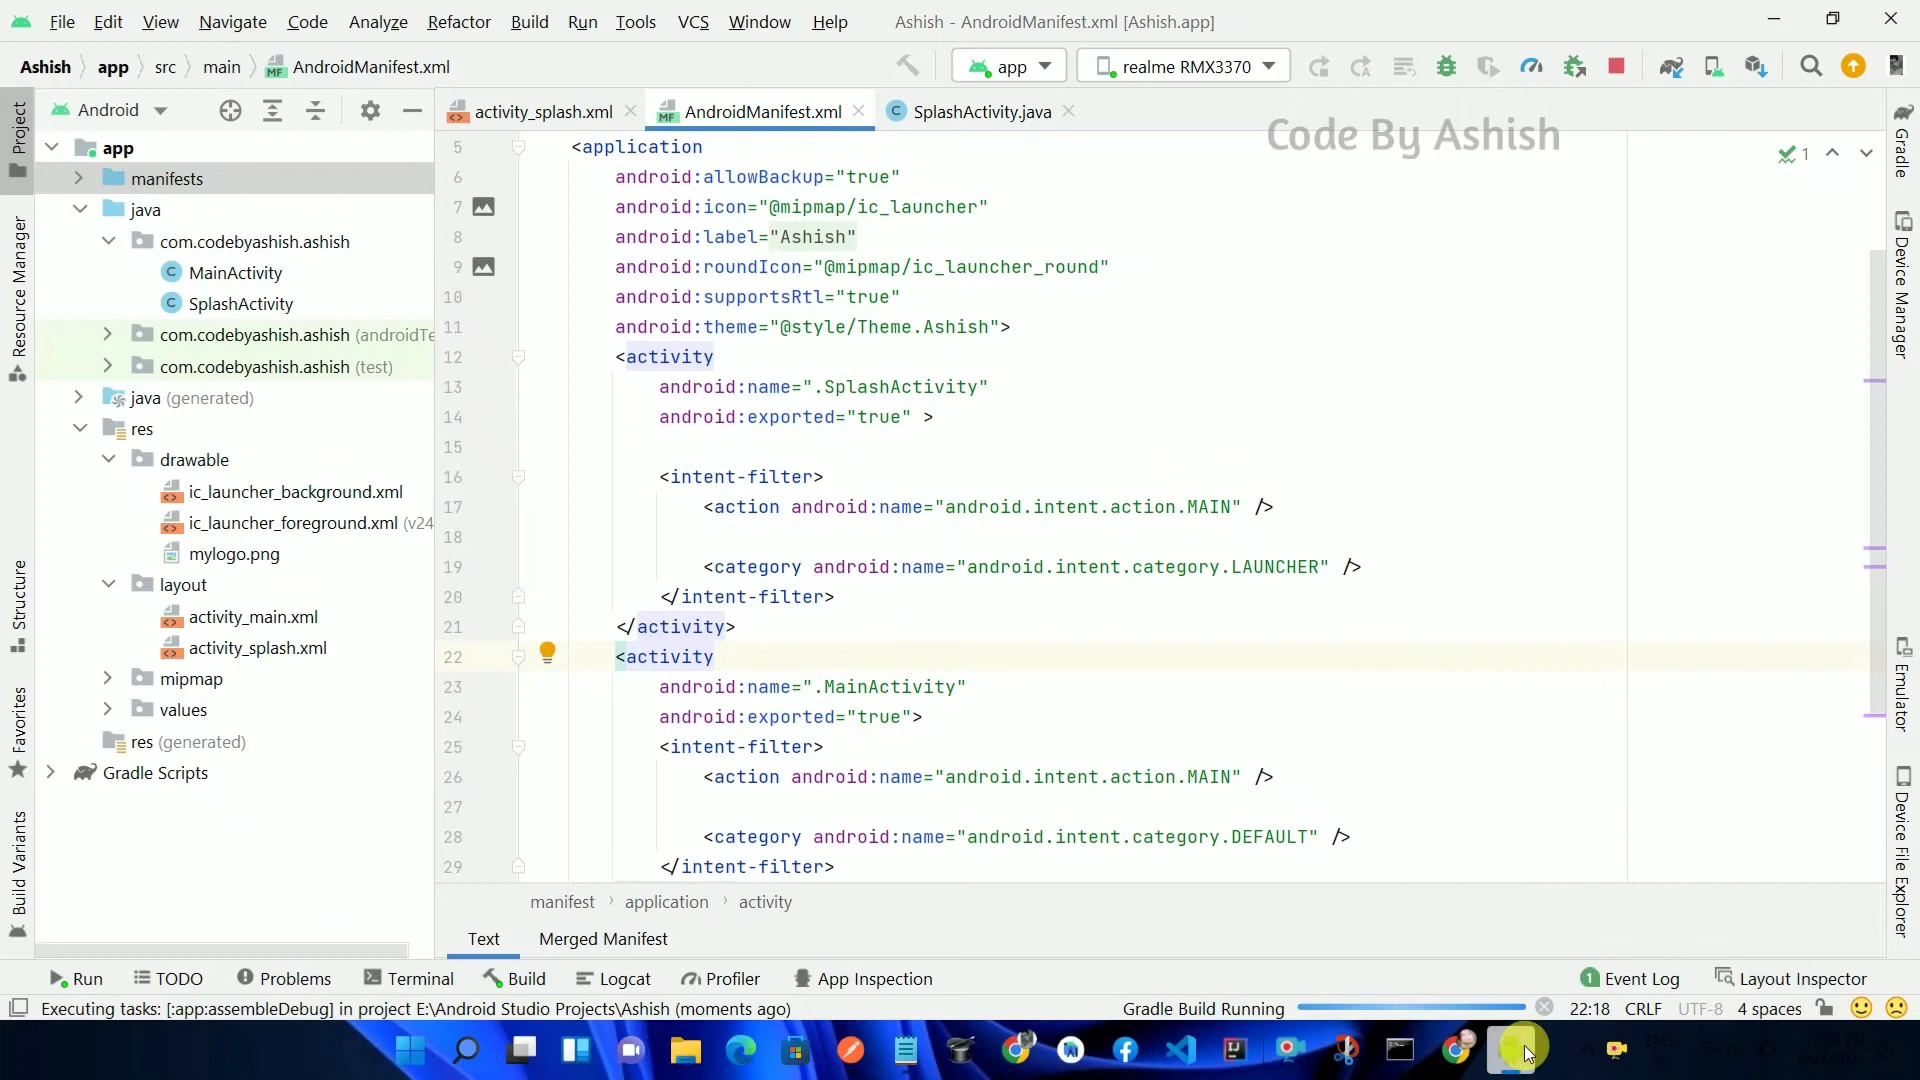 File Edit View Navigate Code Analyze Refactor Build Run Tools VCS Window Help Ashish - AndroidManifest.xml [Ashish.app]
Ashish app src main MF AndroidManifest.xml app realme RMX3370
Android
activity_splash.xml MF AndroidManifest.xml C SplashActivity.java
Code By Ashish
1
app
manifests
java
com.codebyashish.ashish
C MainActivity
C SplashActivity
com.codebyashish.ashish (androidTe
com.codebyashish.ashish (test)
java (generated)
res
drawable
ic_launcher_background.xml
ic_launcher_foreground.xml (v24
mylogo.png
layout
activity_main.xml
activity_splash.xml
mipmap
values
res (generated)
Gradle Scripts
5 <application
6 android:allowBackup="true"
7 android:icon="@mipmap/ic_launcher"
8 android:label="Ashish"
9 android:roundIcon="@mipmap/ic_launcher_round"
10 android:supportsRtl="true"
11 android:theme="@style/Theme.Ashish">
12 <activity
13 android:name=".SplashActivity"
14 android:exported="true" >
15
16 <intent-filter>
17 <action android:name="android.intent.action.MAIN" />
18
19 <category android:name="android.intent.category.LAUNCHER" />
20 </intent-filter>
21 </activity>
22 <activity
23 android:name=".MainActivity"
24 android:exported="true">
25 <intent-filter>
26 <action android:name="android.intent.action.MAIN" />
27
28 <category android:name="android.intent.category.DEFAULT" />
29 </intent-filter>
manifest application activity
Text Merged Manifest
Project
Resource Manager
Structure
Favorites
Build Variants
Gradle
Device Manager
Emulator
Device File Explorer
Run TODO Problems Terminal Build Logcat Profiler App Inspection 1 Event Log Layout Inspector
Executing tasks: [:app:assembleDebug] in project E:\Android Studio Projects\Ashish (moments ago) Gradle Build Running 22:18 CRLF UTF-8 4 spaces